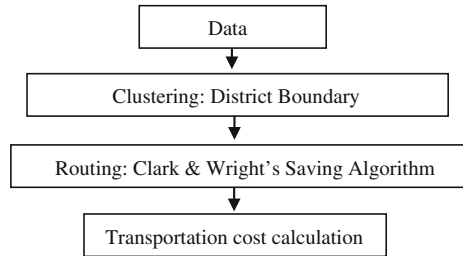 Data
Clustering: District Boundary
Routing: Clark & Wright's Saving Algorithm
Transportation cost calculation